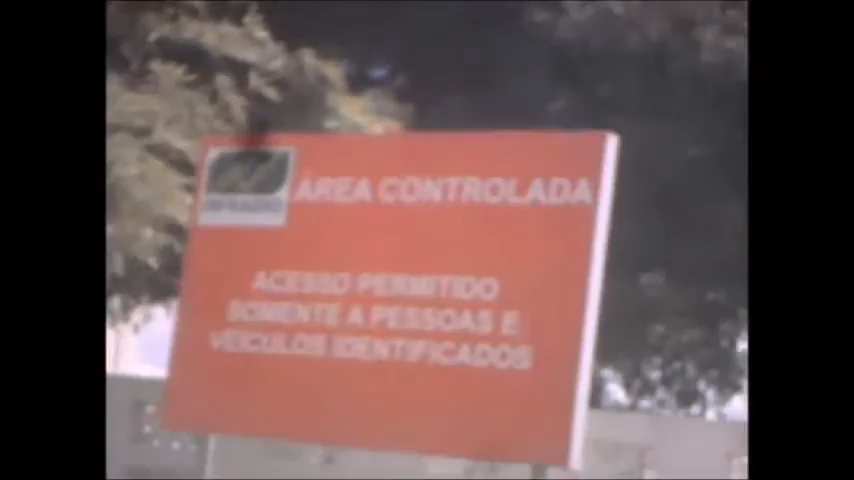 ÁREA CONTROLADA
ACESSO PERMITIDO
SOMENTE A PESSOAS E
VEÍCULOS IDENTIFICADOS